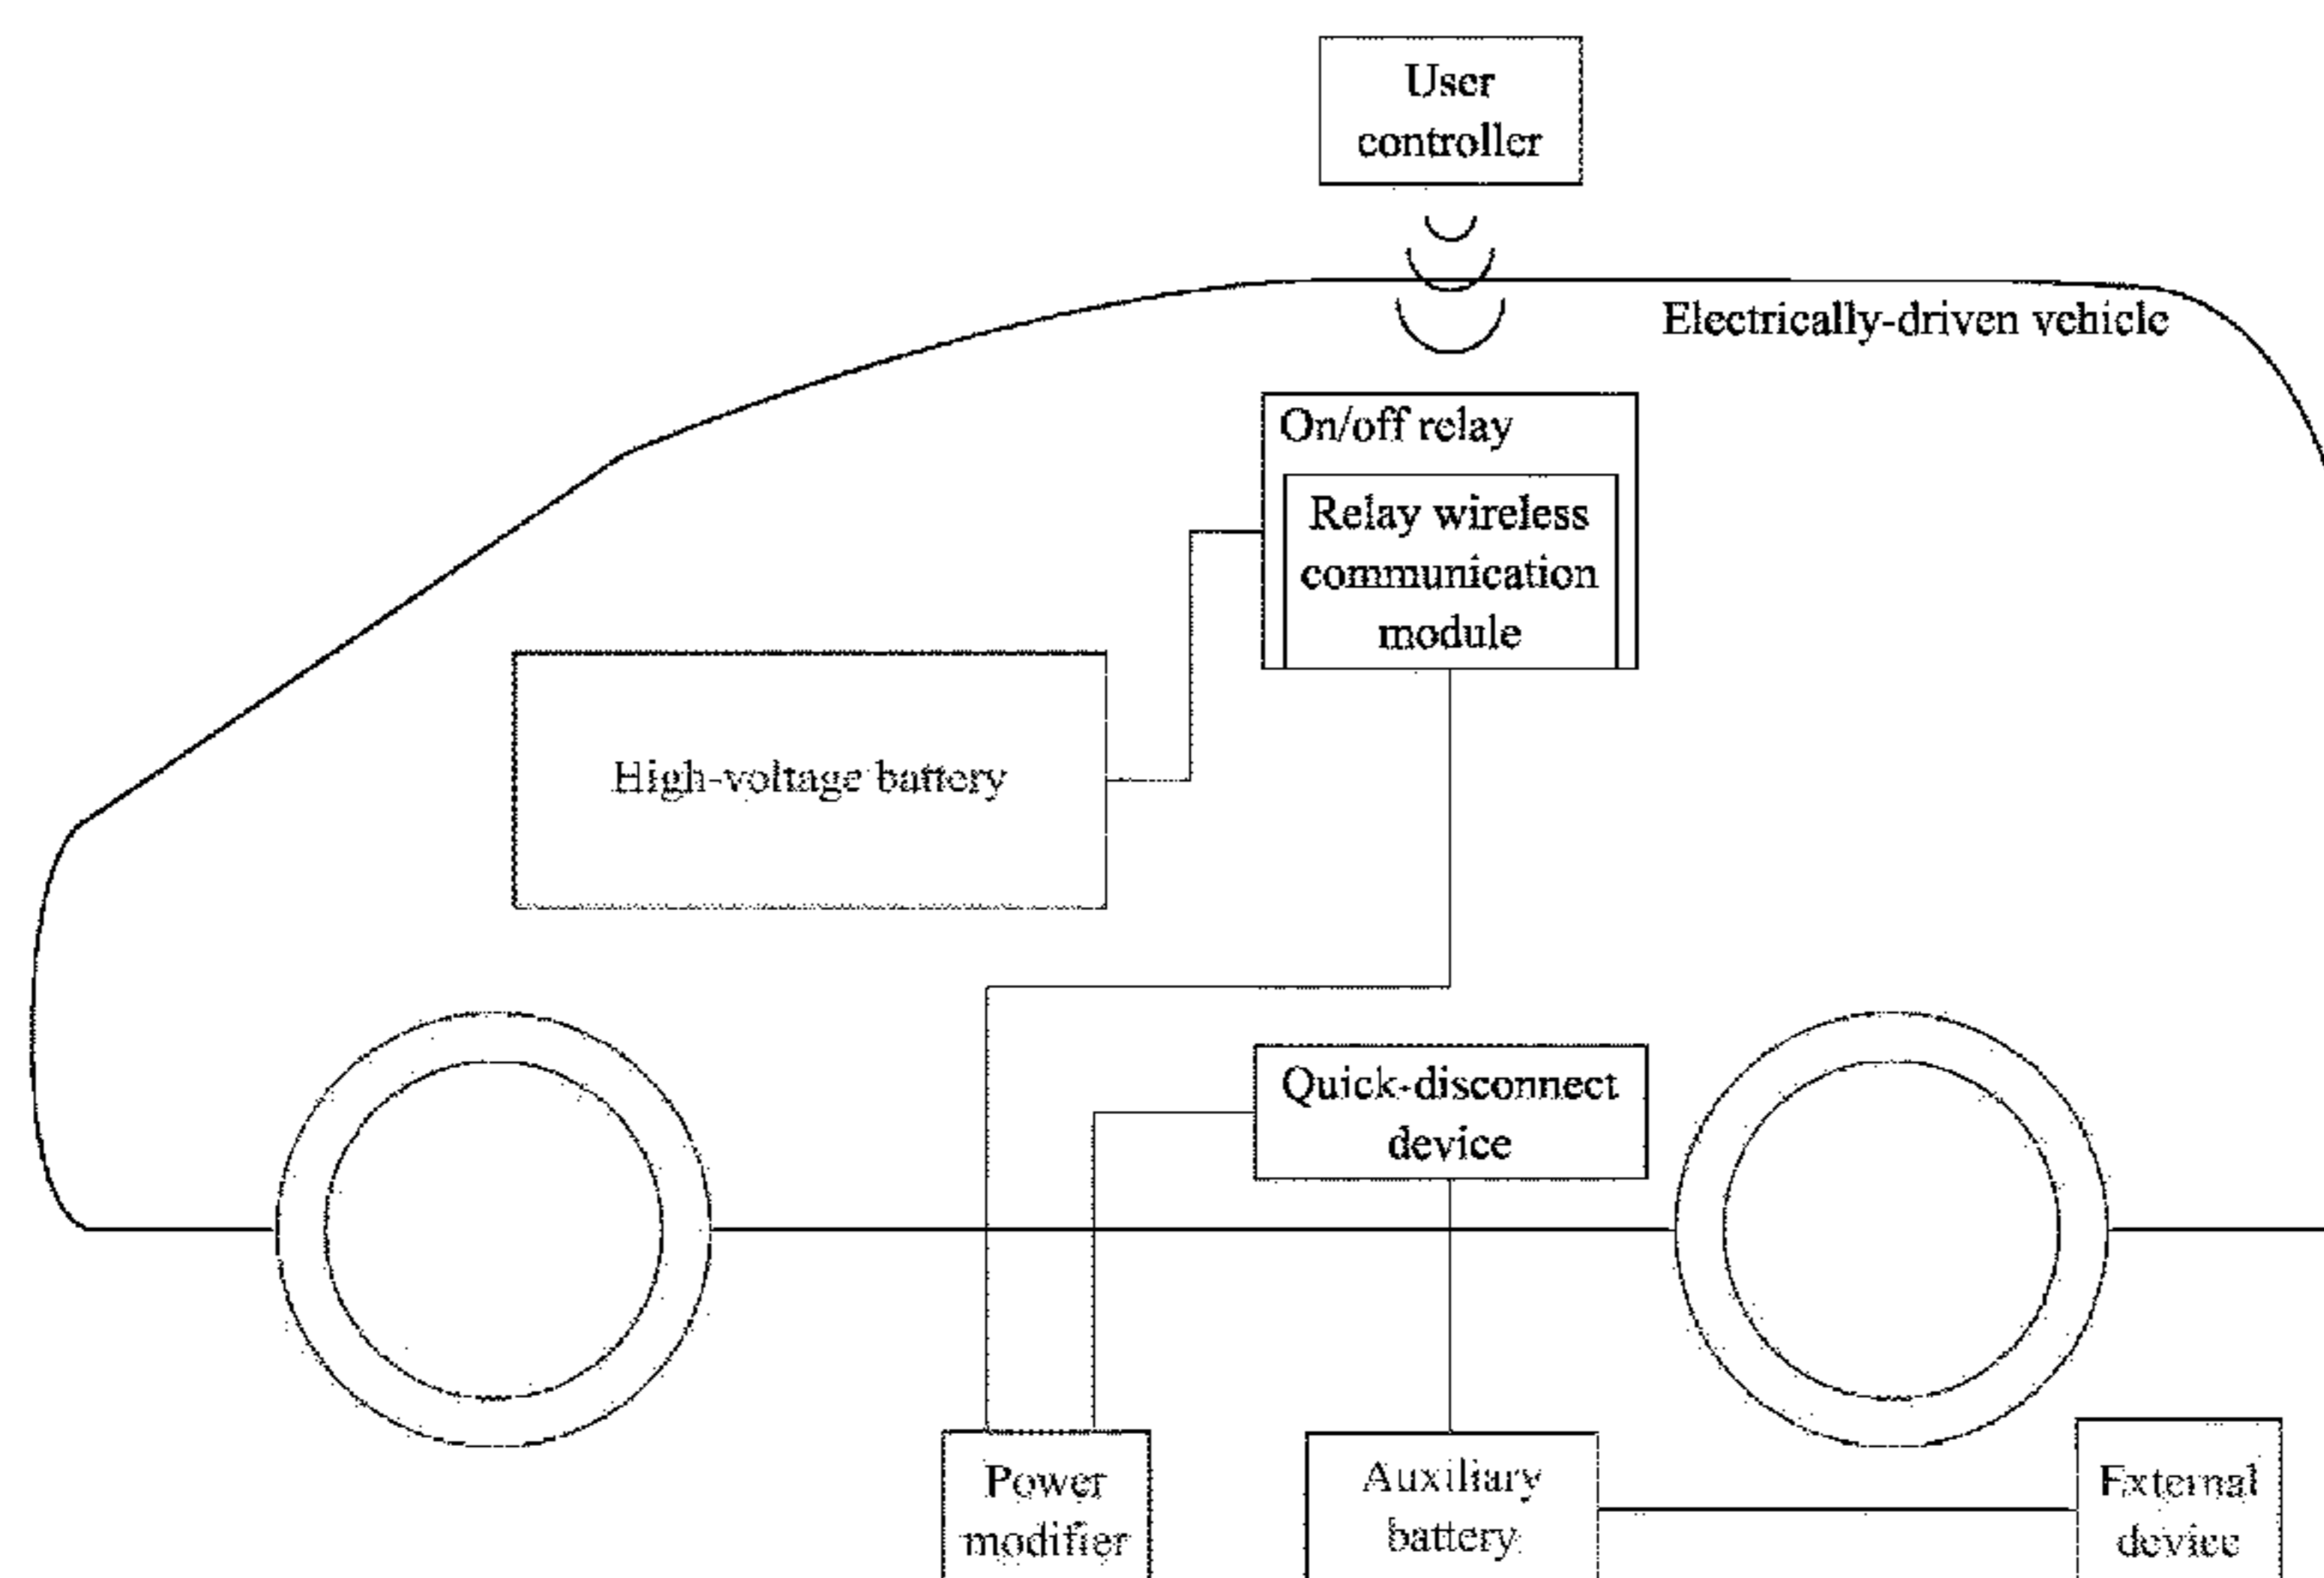 User
controller
Electrically-driven vehicle
On/off relay
Relay wireless
communication
module
High-voltage battery
Quick-disconnect
device
Power
modifier
Auxiliary
battery
External
device